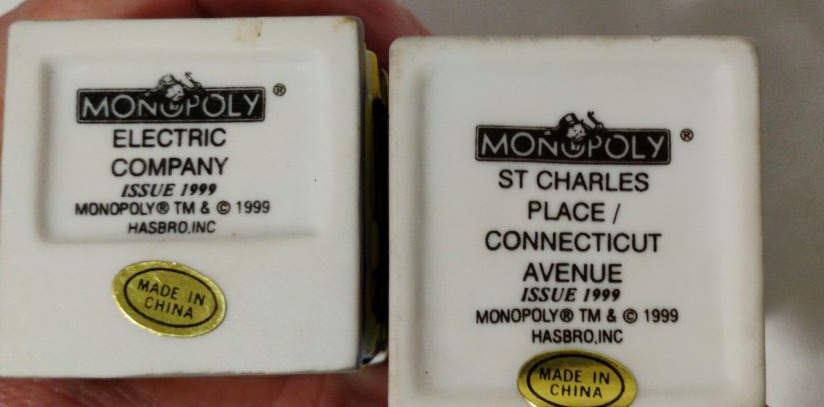 MONOPOLY®
ELECTRIC
COMPANY
ISSUE 1999
MONOPOLY® TM & © 1999
HASBRO.INC
MADE IN
CHINA
MONOPOLY®
ST CHARLES
PLACE /
CONNECTICUT
AVENUE
ISSUE 1999
MONOPOLY® TM & © 1999
HASBRO,INC
MADE IN
CHINA